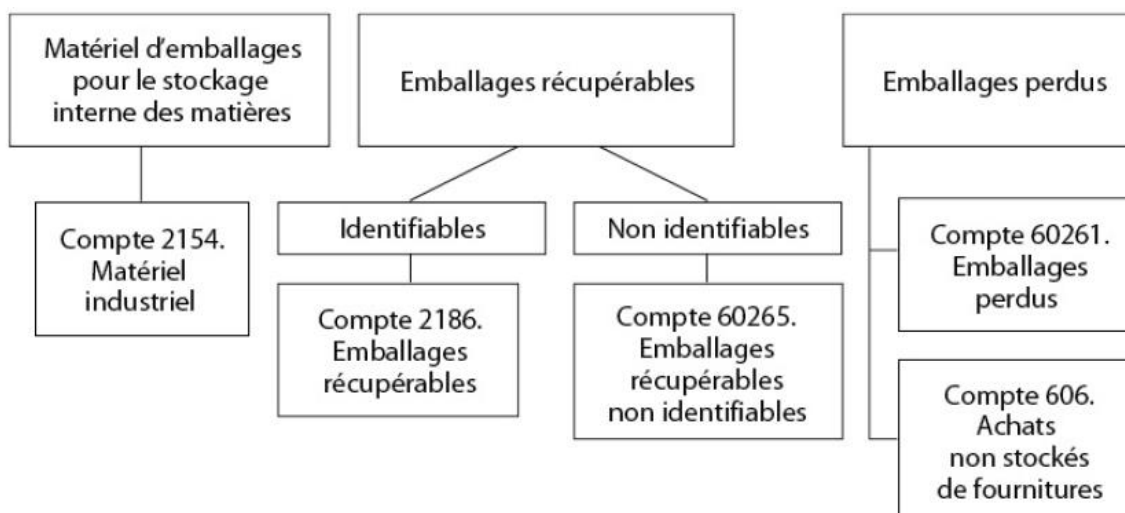 Matériel d'emballages
pour le stockage
interne des matières
Emballages récupérables
Emballages perdus
Identifiables
Non identifiables
Compte 2154.
Matériel
industriel
Compte 2186.
Emballages
récupérables
Compte 60265.
Emballages
récupérables
non identifiables
Compte 60261.
Emballages
perdus
Compte 606.
Achats
non stockés
de fournitures